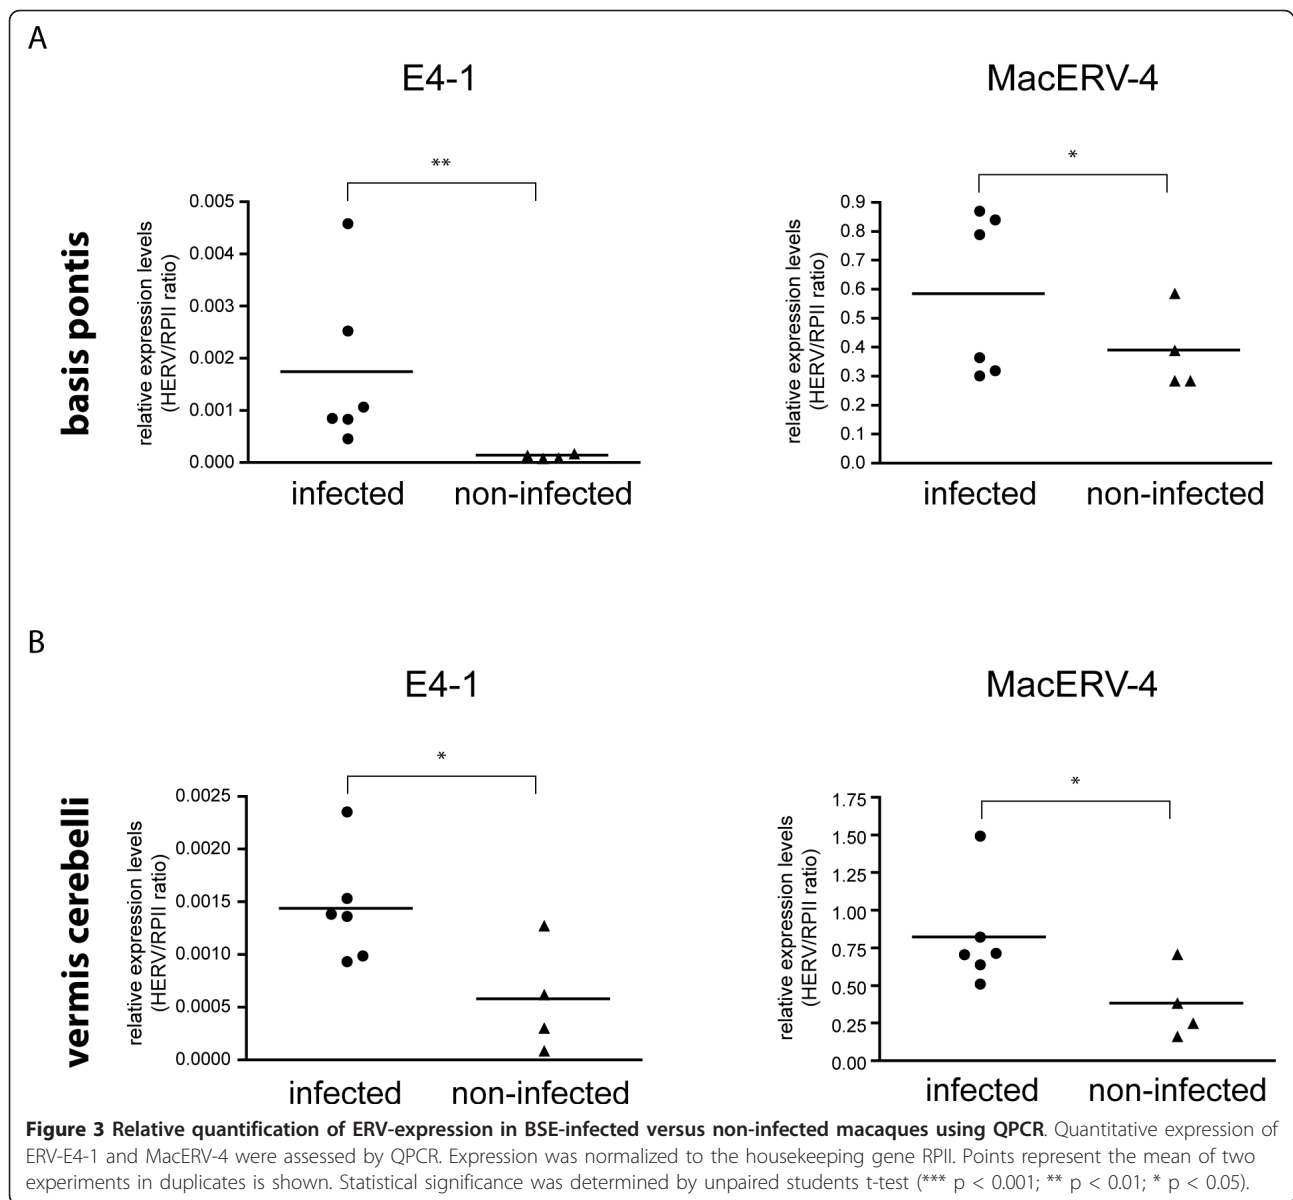 A
E4-1
**
0.005
0.004
0.003
0.002
0.001
0.000
relative expression levels
(HERV/RPII ratio)
infected
non-infected
MacERV-4
*
0.9
0.8
0.7
0.6
0.5
0.4
0.3
0.2
0.1
0.0
relative expression levels
(HERV/RPII ratio)
infected
non-infected
basis pontis
B
E4-1
*
0.0025
0.0020
0.0015
0.0010
0.0005
0.0000
relative expression levels
(HERV/RPII ratio)
infected
non-infected
MacERV-4
*
1.75
1.50
1.25
1.00
0.75
0.50
0.25
0.00
relative expression levels
(HERV/RPII ratio)
infected
non-infected
vermis cerebelli
Figure 3 Relative quantification of ERV-expression in BSE-infected versus non-infected macaques using QPCR. Quantitative expression of
ERV-E4-1 and MacERV-4 were assessed by QPCR. Expression was normalized to the housekeeping gene RPII. Points represent the mean of two
experiments in duplicates is shown. Statistical significance was determined by unpaired students t-test (*** p < 0.001; ** p < 0.01; * p < 0.05).